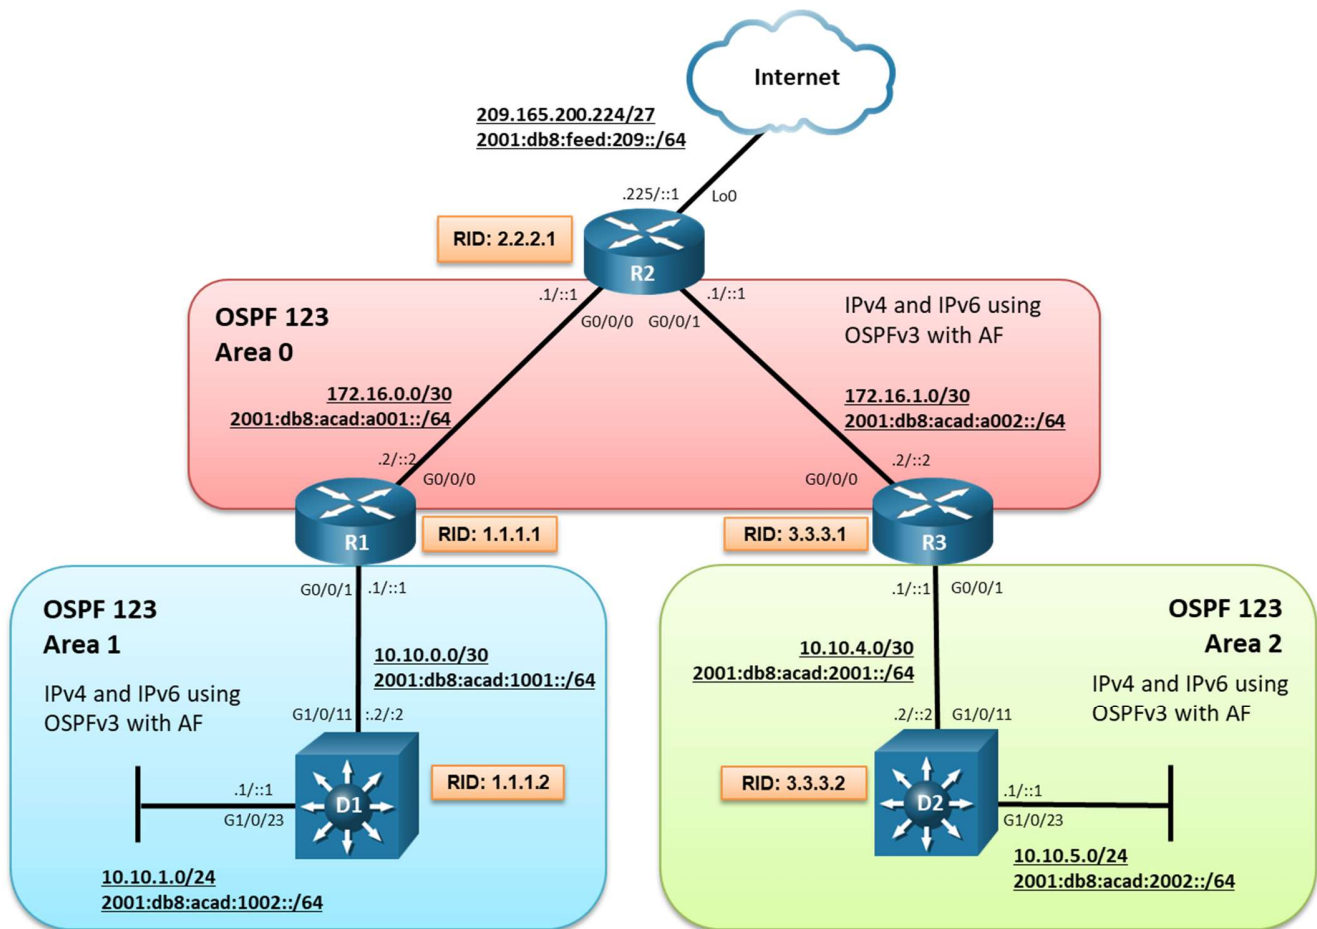 Internet
209.165.200.224/27
2001:db8:feed:209::/64
.225/::1
Lo0
RID: 2.2.2.1
R2
.1/::1
.1/::1
G0/0/0
G0/0/1
OSPF 123
Area 0
IPv4 and IPv6 using
OSPFv3 with AF
172.16.0.0/30
2001:db8:acad:a001::/64
172.16.1.0/30
2001:db8:acad:a002::/64
.2/::2
G0/0/0
.2/::2
G0/0/0
R1
RID: 1.1.1.1
RID: 3.3.3.1
R3
G0/0/1
.1/::1
.1/::1
G0/0/1
OSPF 123
Area 1
OSPF 123
Area 2
10.10.0.0/30
2001:db8:acad:1001::/64
10.10.4.0/30
2001:db8:acad:2001::/64
IPv4 and IPv6 using
OSPFv3 with AF
IPv4 and IPv6 using
OSPFv3 with AF
G1/0/11
:.2/:2
.2/::2
G1/0/11
D1
RID: 1.1.1.2
RID: 3.3.3.2
D2
.1/::1
G1/0/23
.1/::1
G1/0/23
10.10.1.0/24
2001:db8:acad:1002::/64
10.10.5.0/24
2001:db8:acad:2002::/64